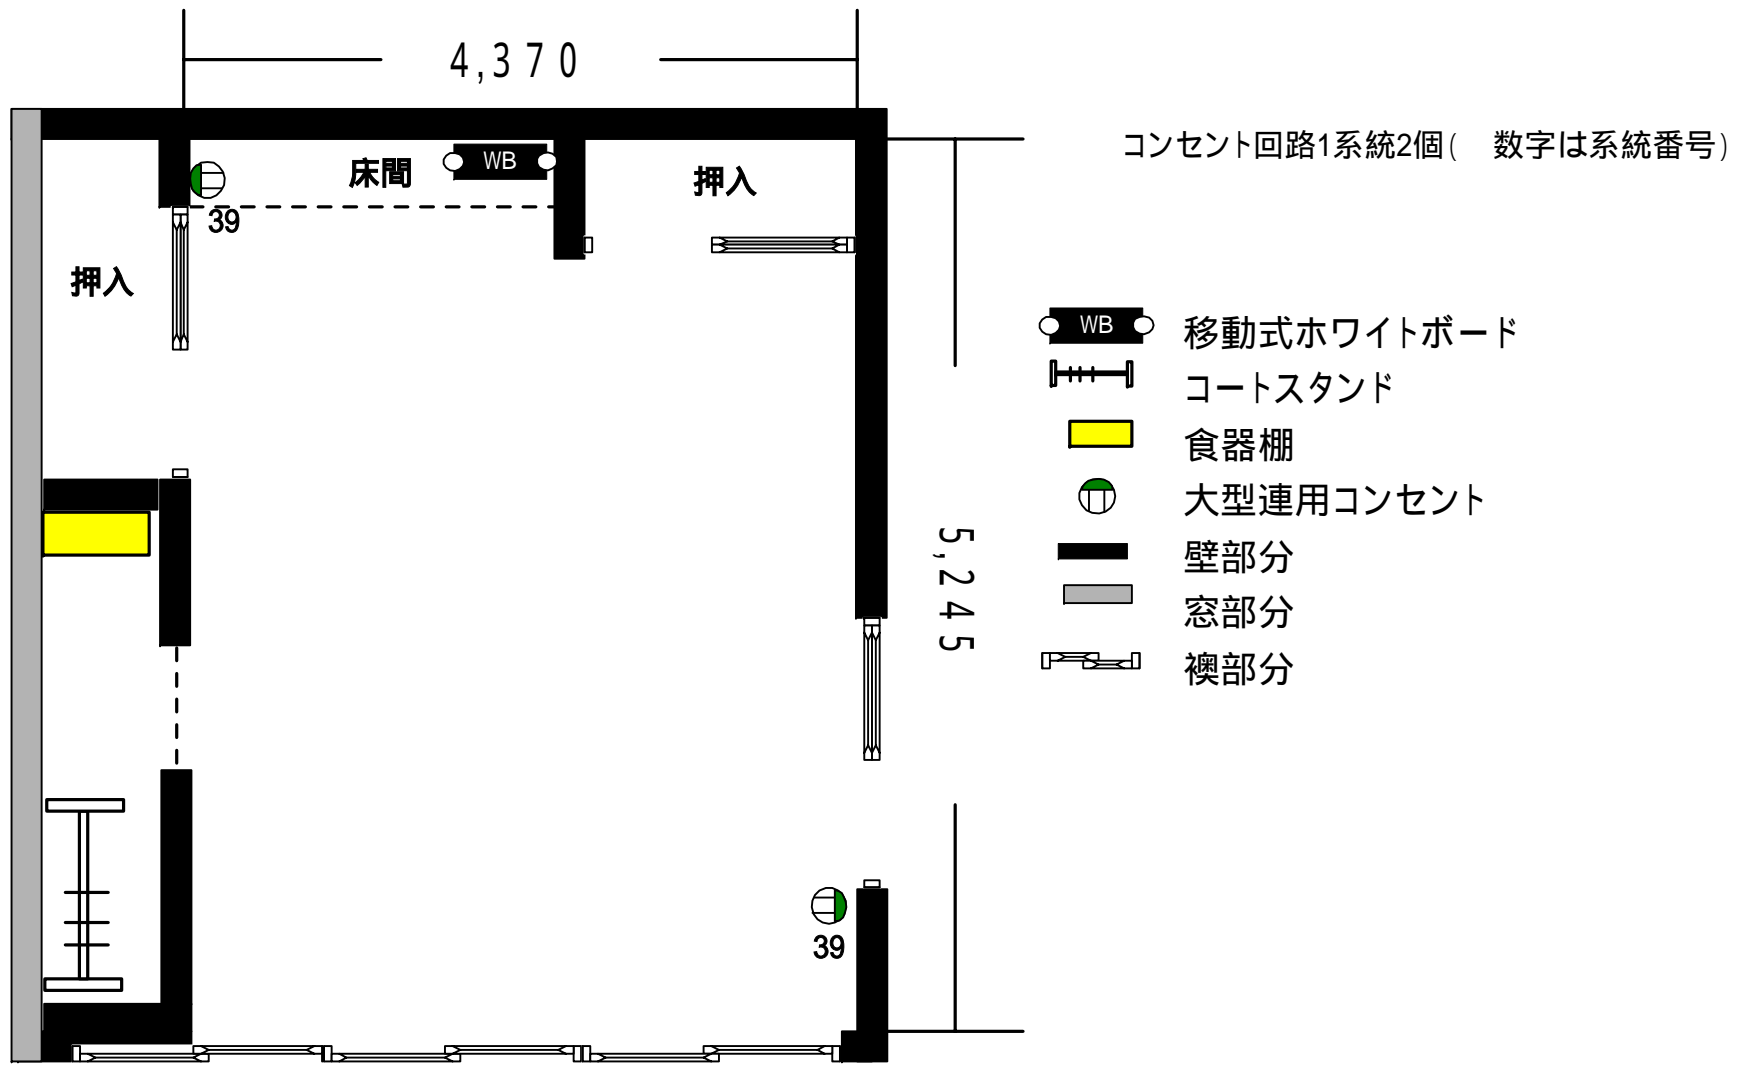 4,370
コンセント回路1系統2個( 数字は系統番号)
床間
WB
押入
39
押入
WB
移動式ホワイトボード
コートスタンド
食器棚
大型連用コンセント
5,245
壁部分
窓部分
襖部分
39